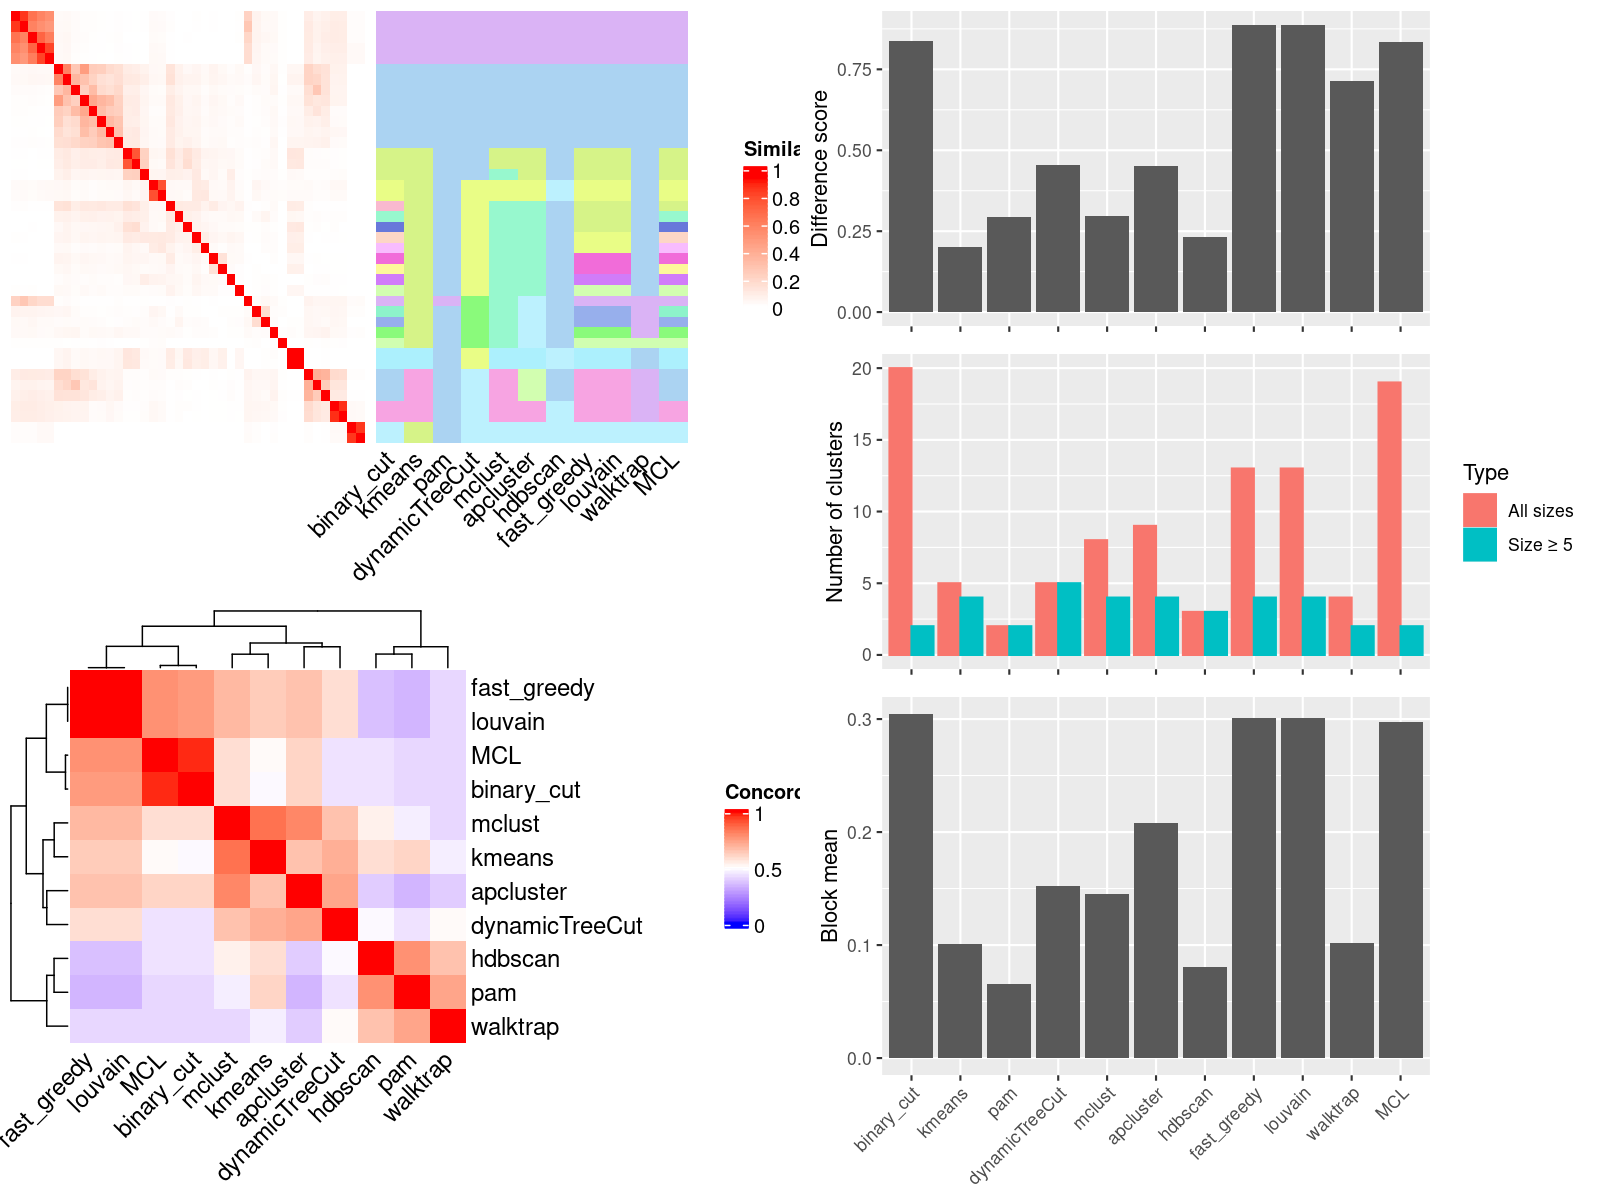 Simila
1
0.8
0.6
0.4
0.2
0
binary_cut
kmeans
pam
dynamicTreeCut
mclust
apcluster
hdbscan
fast_greedy
louvain
walktrap
MCL
fast_greedy
louvain
MCL
binary_cut
mclust
kmeans
apcluster
dynamicTreeCut
hdbscan
pam
walktrap
fast_greedy
louvain
MCL
binary_cut
mclust
kmeans
apcluster
dynamicTreeCut
hdbscan
pam
walktrap
Concord
1
0.5
0
Difference score
0.75
0.50
0.25
0.00
Number of clusters
20
15
10
5
0
Type
All sizes
Size ≥ 5
Block mean
0.3
0.2
0.1
0.0
binary_cut
kmeans
pam
dynamicTreeCut
mclust
apcluster
hdbscan
fast_greedy
louvain
walktrap
MCL